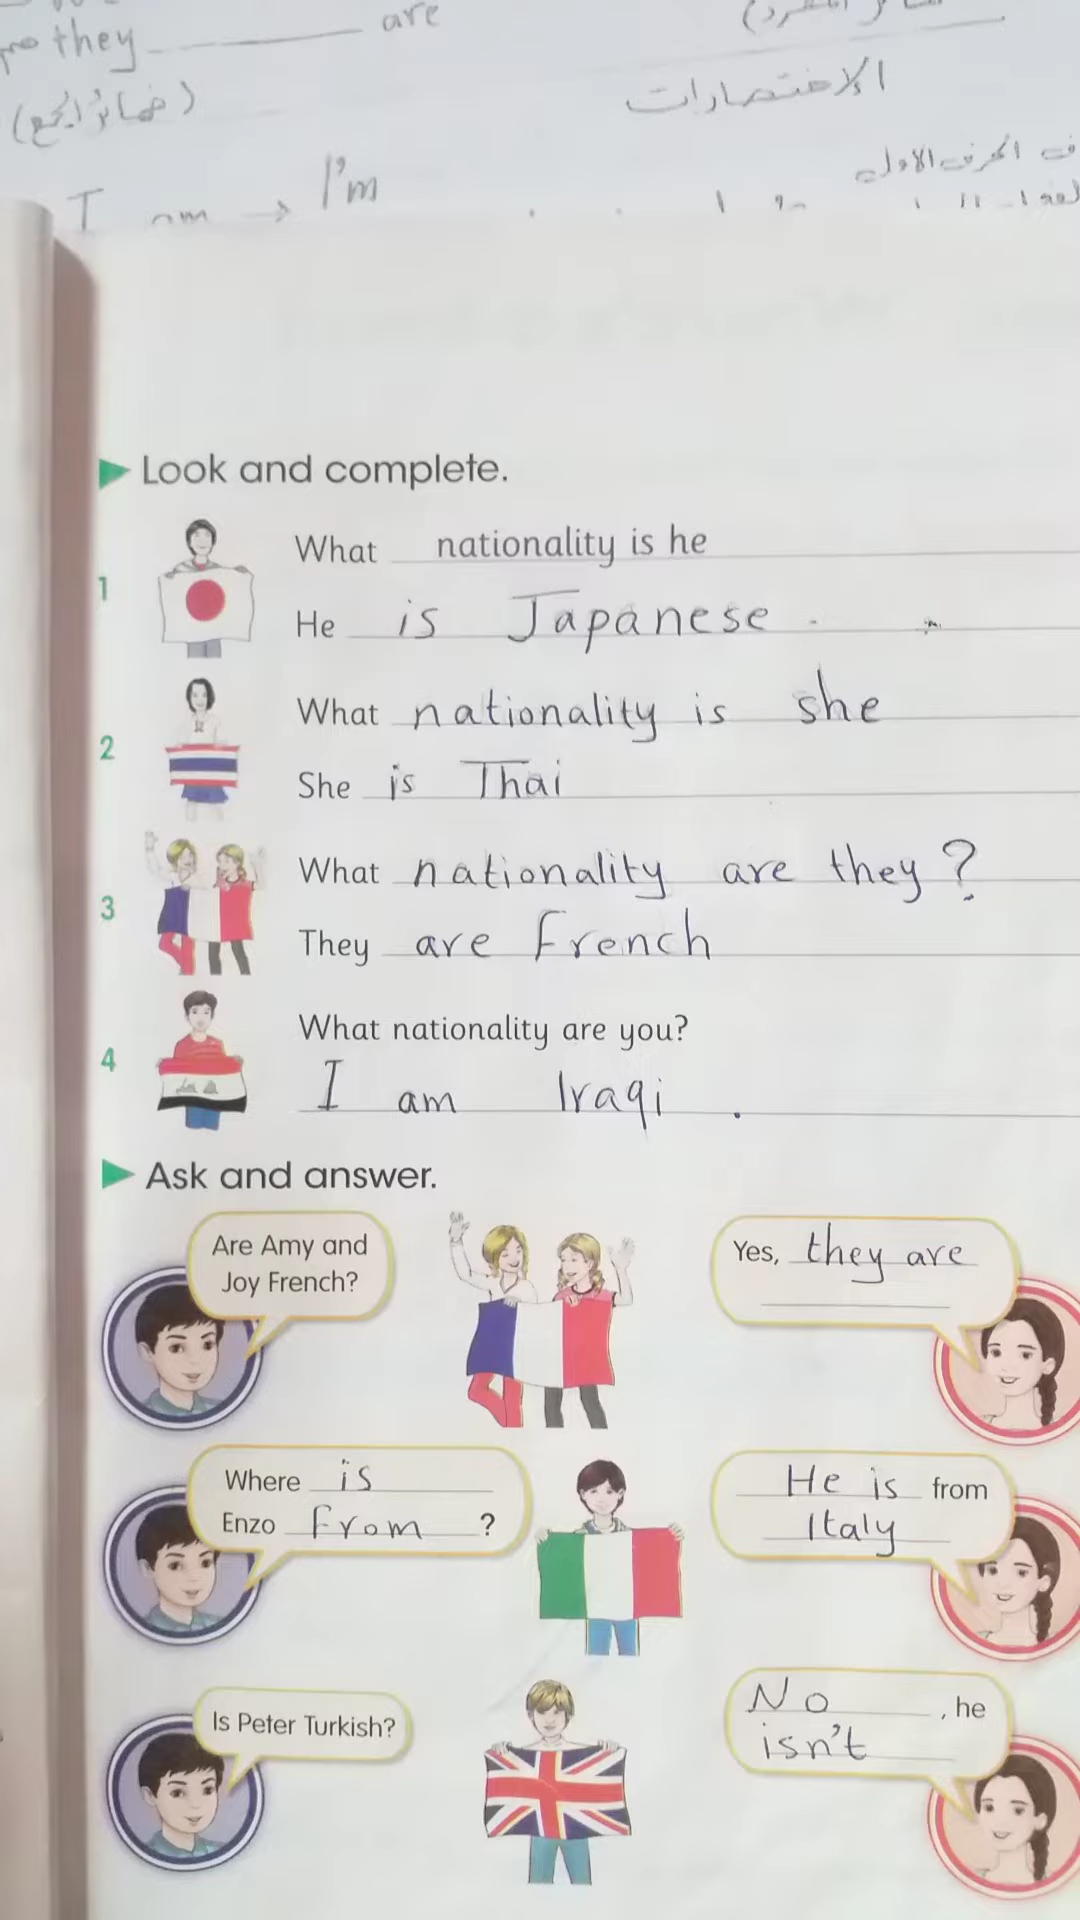 they ______ are
(ضمائر الجمع)
الاختصارات
الحرف الاول
I am → I'm
Look and complete.
1
What nationality is he
He is Japanese .
2
What nationality is she
She is Thai
3
What nationality are they?
They are French
4
What nationality are you?
I am Iraqi .
Ask and answer.
Are Amy and
Joy French?
Yes, they are
Where is
Enzo from ?
He is from
Italy
Is Peter Turkish?
No , he
isn't